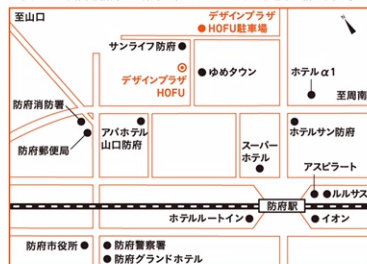 至山口
デザインプラザ
HOFU駐車場
サンライフ防府
デザインプラザ
HOFU
ゆめタウン
ホテルα1
至周南
防府消防署
防府郵便局
アパホテル
山口防府
ホテルサン防府
スーパー
ホテル
アスピラート
ルルサス
防府駅
ホテルルートイン
イオン
防府市役所
防府警察署
防府グランドホテル